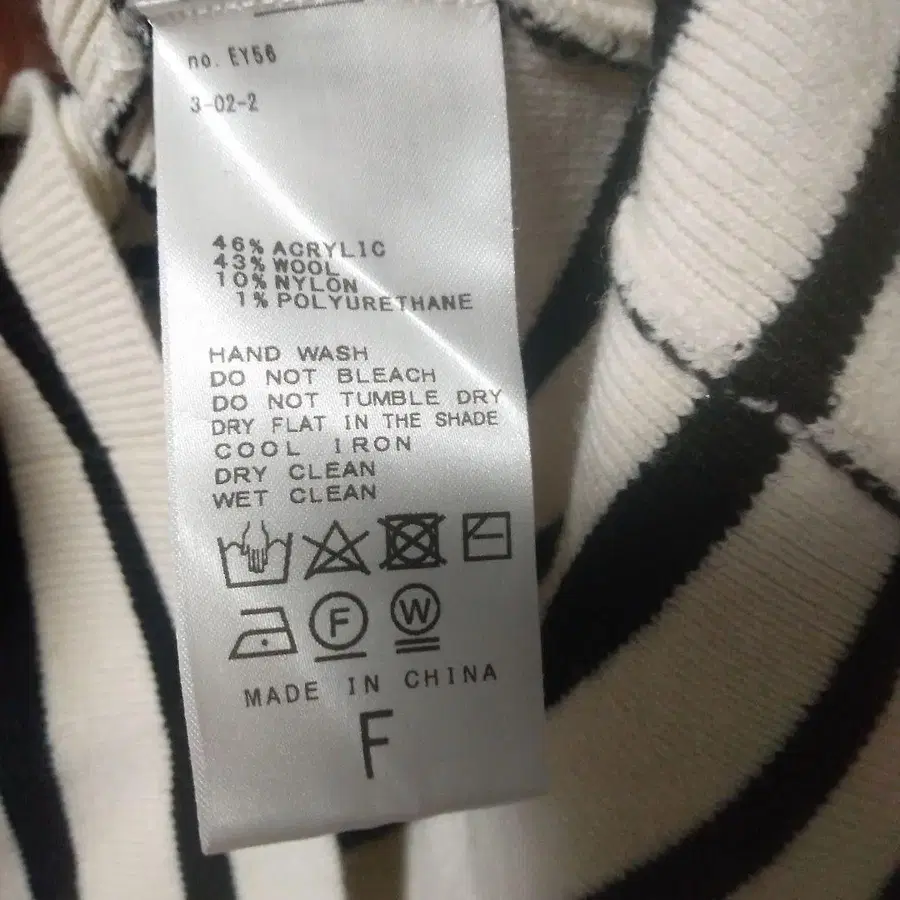 no. EY56
3-02-2
46% ACRYLIC
43% WOOL
10% NYLON
1% POLYURETHANE
HAND WASH
DO NOT BLEACH
DO NOT TUMBLE DRY
DRY FLAT IN THE SHADE
COOL IRON
DRY CLEAN
WET CLEAN
F W
MADE IN CHINA
F